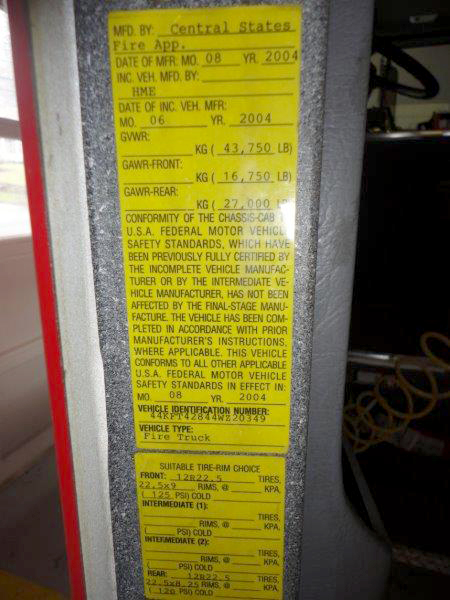 MFD. BY: Central States
Fire App.
DATE OF MFR: MO. 08 YR. 2004
INC. VEH. MFD. BY:
HME
DATE OF INC. VEH. MFR:
MO. 06 YR. 2004
GVWR:
KG ( 43,750 LB)
GAWR-FRONT:
KG ( 16,750 LB)
GAWR-REAR:
KG ( 27,000 LB)
CONFORMITY OF THE CHASSIS-CAB T
U.S.A. FEDERAL MOTOR VEHICL
SAFETY STANDARDS, WHICH HAVE
BEEN PREVIOUSLY FULLY CERTIFIED BY
THE INCOMPLETE VEHICLE MANUFAC-
TURER OR BY THE INTERMEDIATE VE-
HICLE MANUFACTURER, HAS NOT BEEN
AFFECTED BY THE FINAL-STAGE MANU-
FACTURE. THE VEHICLE HAS BEEN COM-
PLETED IN ACCORDANCE WITH PRIOR
MANUFACTURER'S INSTRUCTIONS,
WHERE APPLICABLE. THIS VEHICLE
CONFORMS TO ALL OTHER APPLICABLE
U.S.A. FEDERAL MOTOR VEHICLE
SAFETY STANDARDS IN EFFECT IN:
MO. 08 YR. 2004
VEHICLE IDENTIFICATION NUMBER:
44KFT42844WZ20349
VEHICLE TYPE:
Fire Truck
SUITABLE TIRE-RIM CHOICE
FRONT: 12R22.5 TIRES,
22.5x9 RIMS, @ KPA,
( 125 PSI) COLD
INTERMEDIATE (1):
TIRES,
RIMS, @ KPA,
( PSI) COLD
INTERMEDIATE (2):
TIRES,
RIMS, @ KPA,
( PSI) COLD
REAR: 12R22.5 TIRES,
22.5x8.25 RIMS, @ KPA,
( 120 PSI) COLD